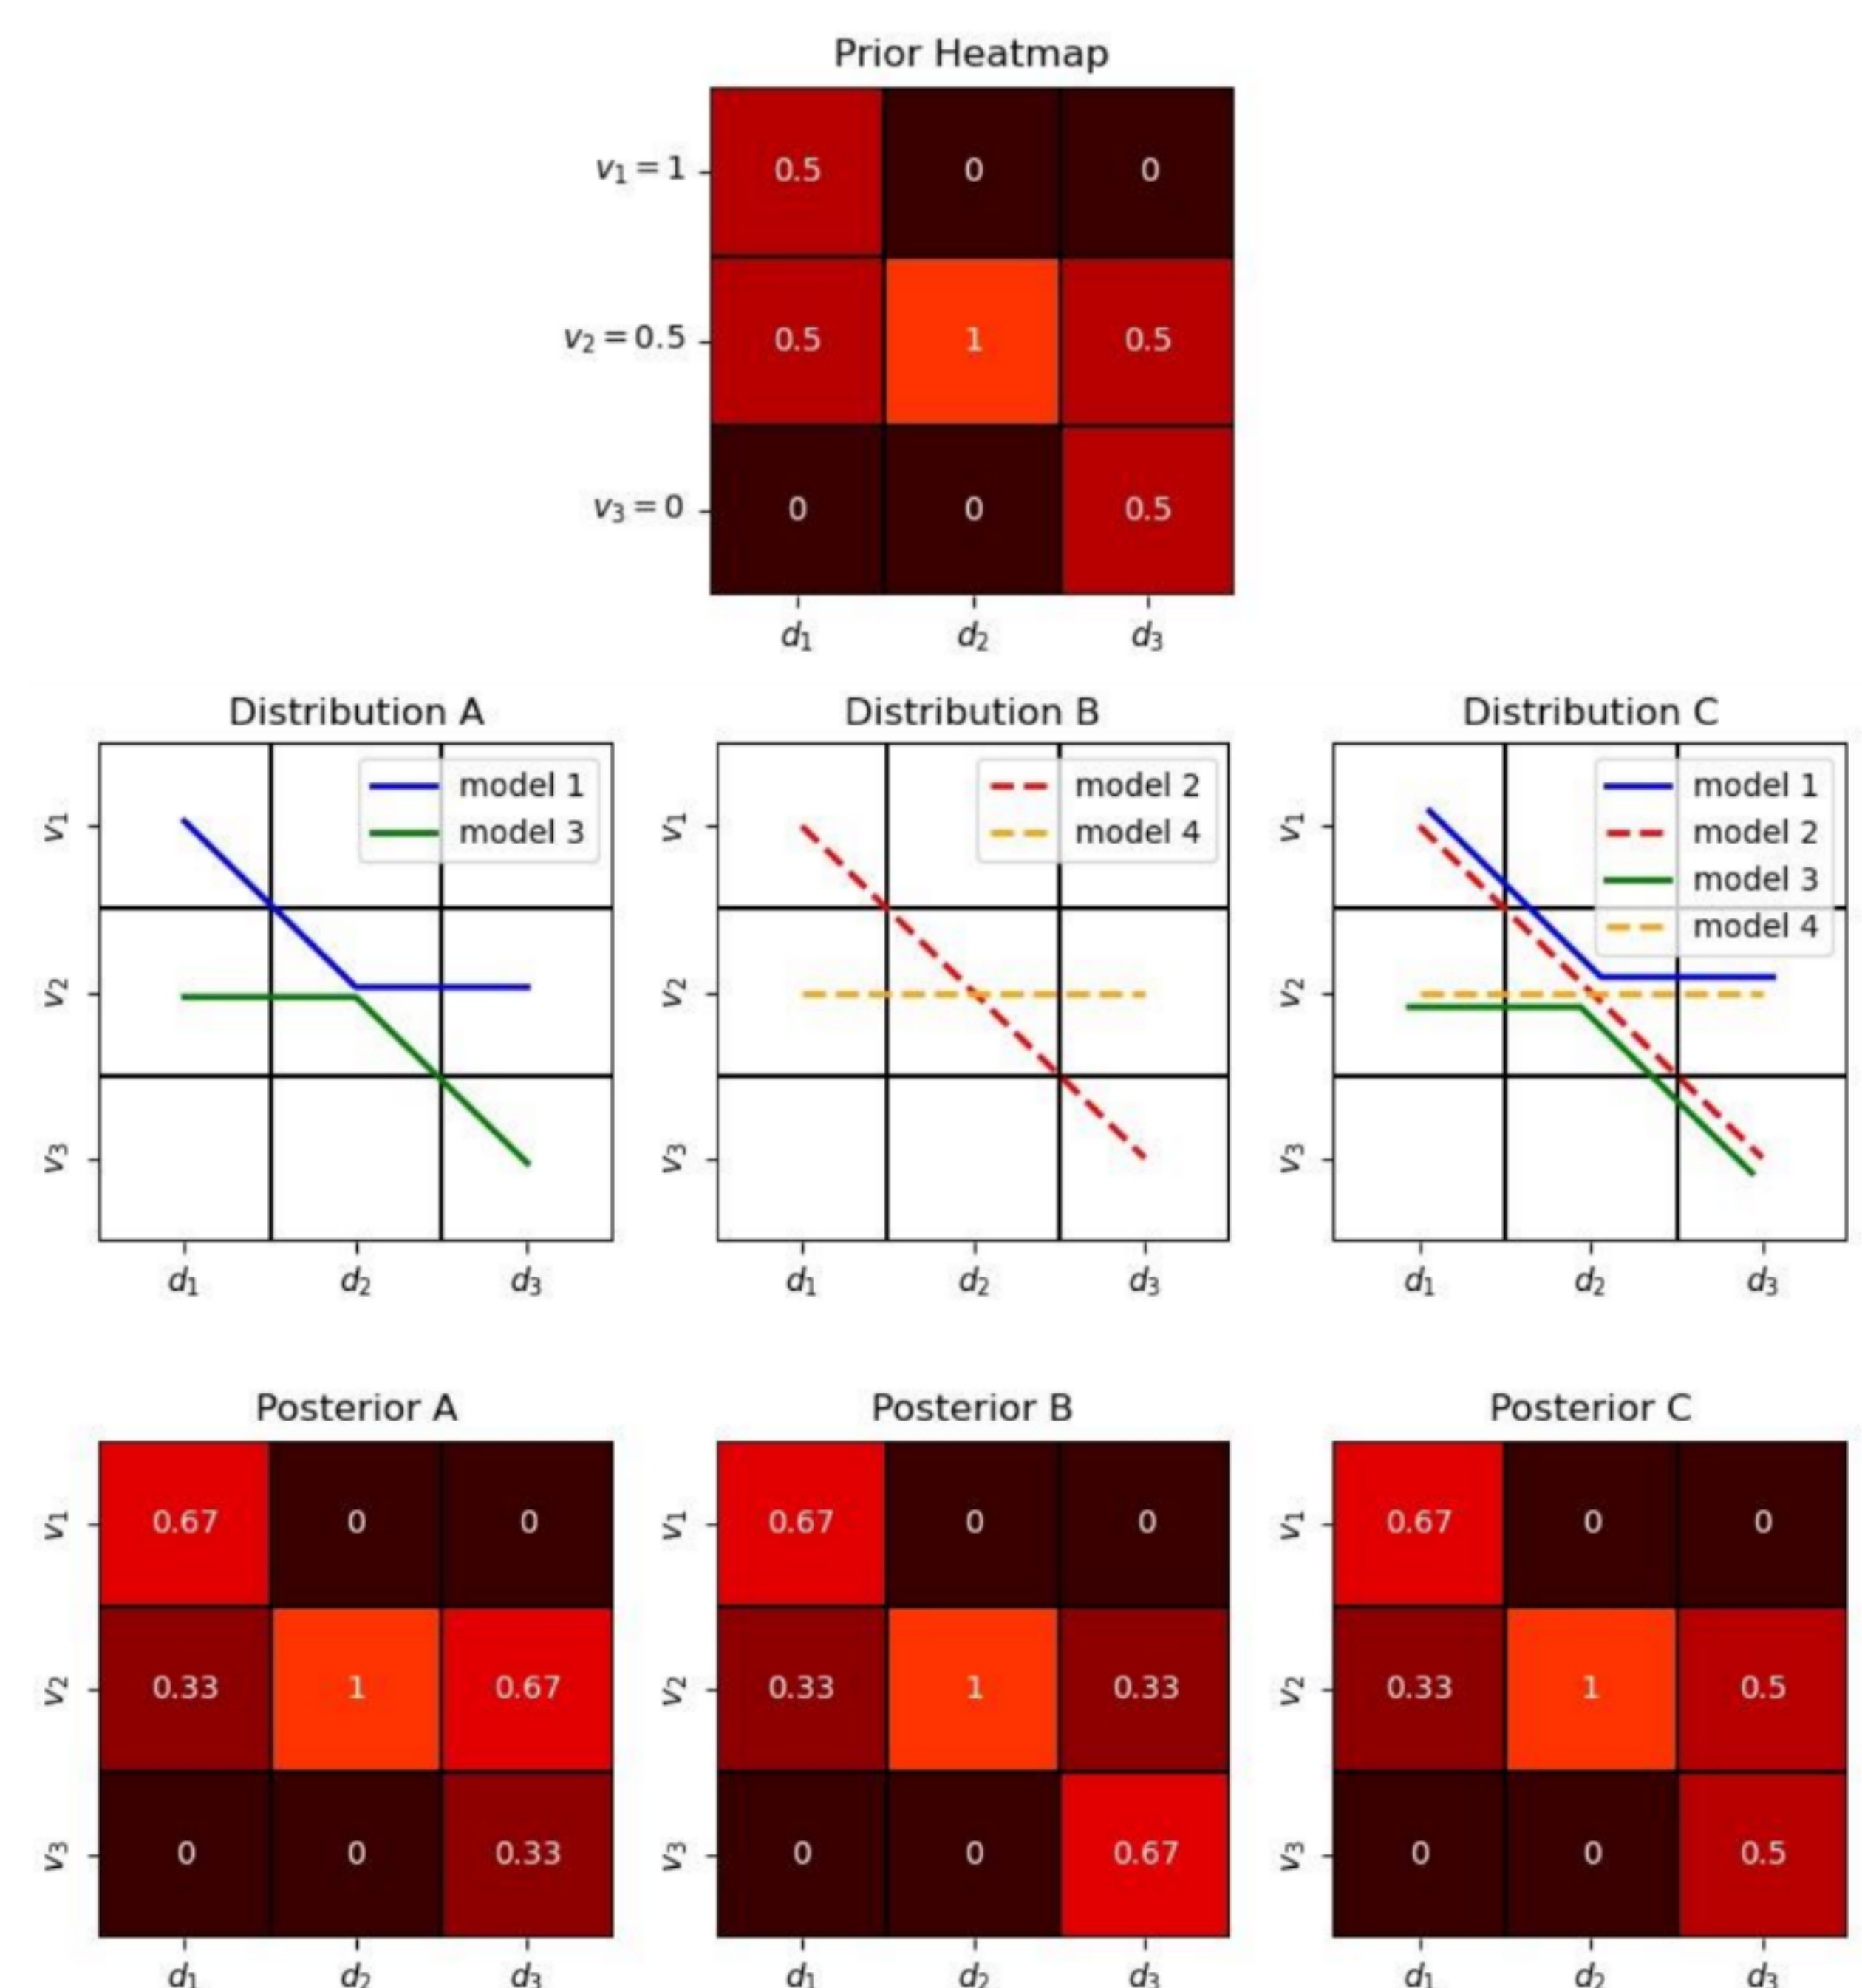 Prior Heatmap
v₁ = 1 0.5 0 0
v₂ = 0.5 0.5 1 0.5
v₃ = 0 0 0 0.5
d₁ d₂ d₃
Distribution A Distribution B Distribution C
model 1
model 3
model 2
model 4
model 1
model 2
model 3
model 4
v₁ v₁ v₁
v₂ v₂ v₂
v₃ v₃ v₃
d₁ d₂ d₃ d₁ d₂ d₃ d₁ d₂ d₃
Posterior A Posterior B Posterior C
v₁ 0.67 0 0 v₁ 0.67 0 0 v₁ 0.67 0 0
v₂ 0.33 1 0.67 v₂ 0.33 1 0.33 v₂ 0.33 1 0.5
v₃ 0 0 0.33 v₃ 0 0 0.67 v₃ 0 0 0.5
d₁ d₂ d₃ d₁ d₂ d₃ d₁ d₂ d₃